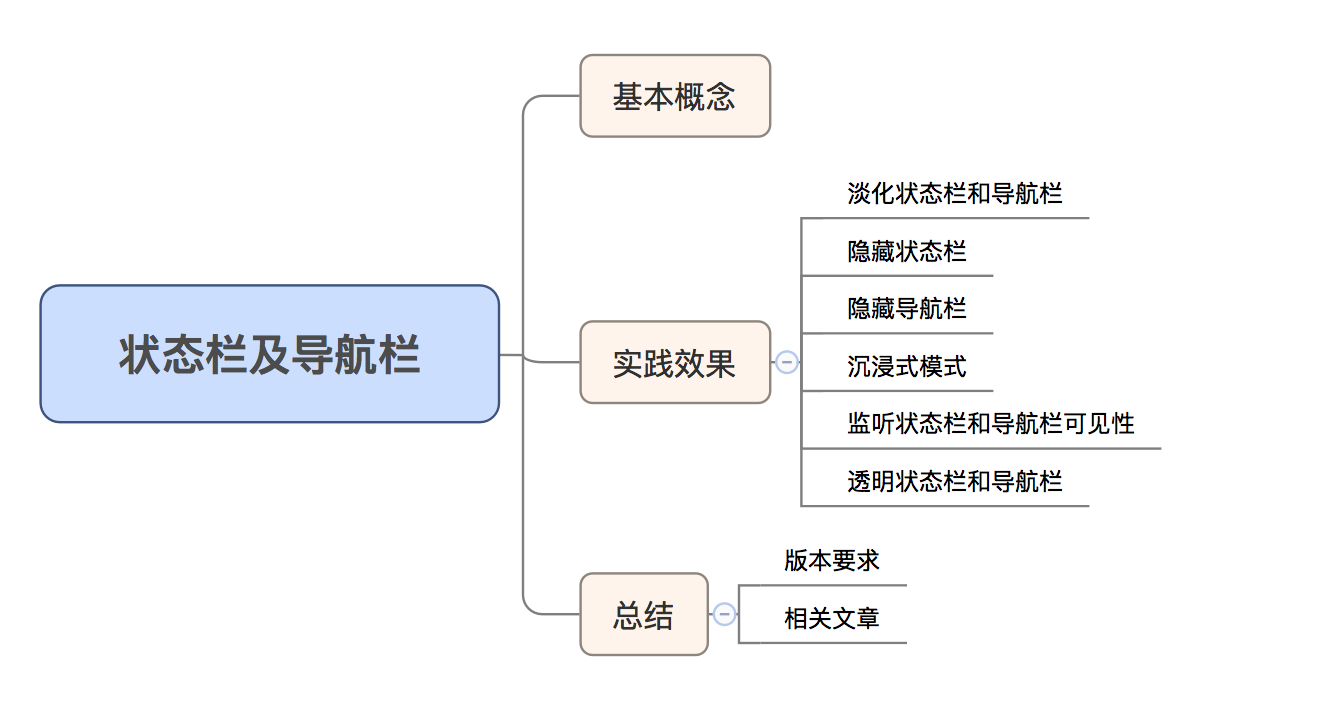 状态栏及导航栏
基本概念
实践效果
淡化状态栏和导航栏
隐藏状态栏
隐藏导航栏
沉浸式模式
监听状态栏和导航栏可见性
透明状态栏和导航栏
总结
版本要求
相关文章